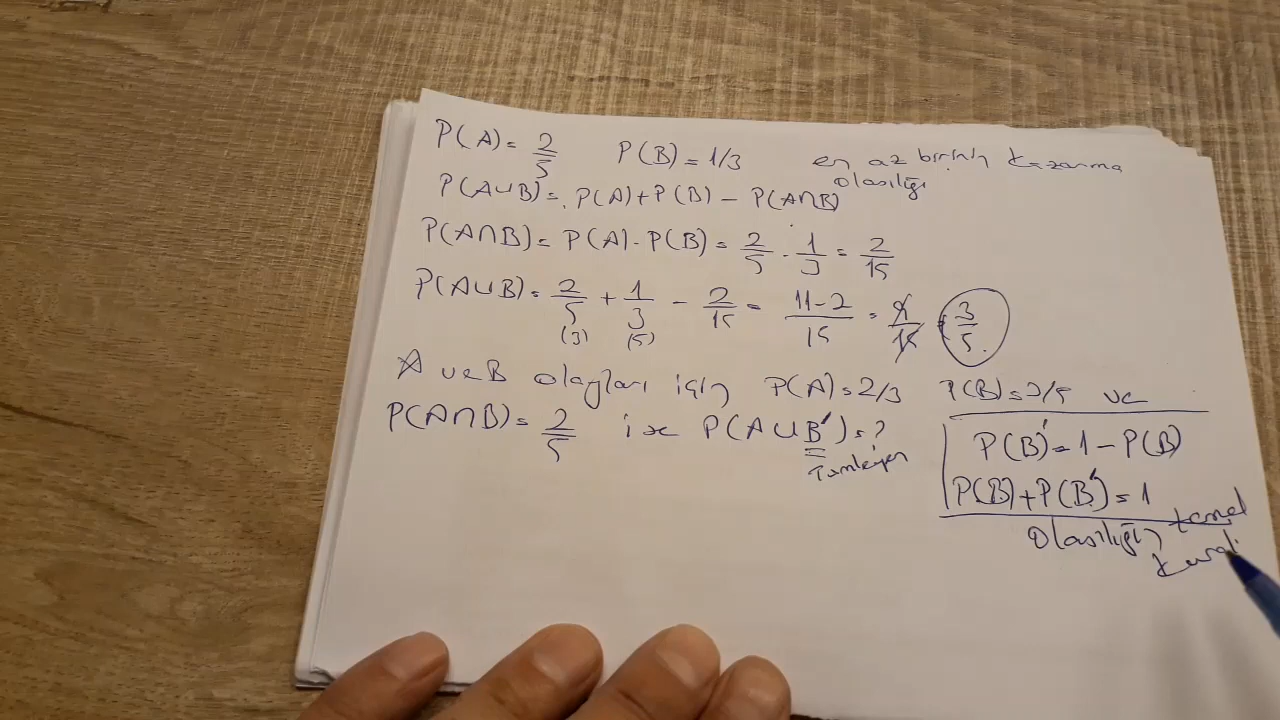 P(A) = 2/5 P(B) = 1/3 en az birinin kazanma olasılığı
P(A∪B) = P(A) + P(B) - P(A∩B)
P(A∩B) = P(A) . P(B) = 2/5 . 1/3 = 2/15
P(A∪B) = 2/5 + 1/3 - 2/15 = 11-2/15 = 9/15 = 3/5
(3) (5)
A ve B olayları için P(A) = 2/3 P(B) = 2/5 ve
P(A∩B) = 2/5 ise P(A∪B') = ?
Tümleyen
P(B') = 1 - P(B)
P(B) + P(B') = 1
Olasılığın temel kuralı